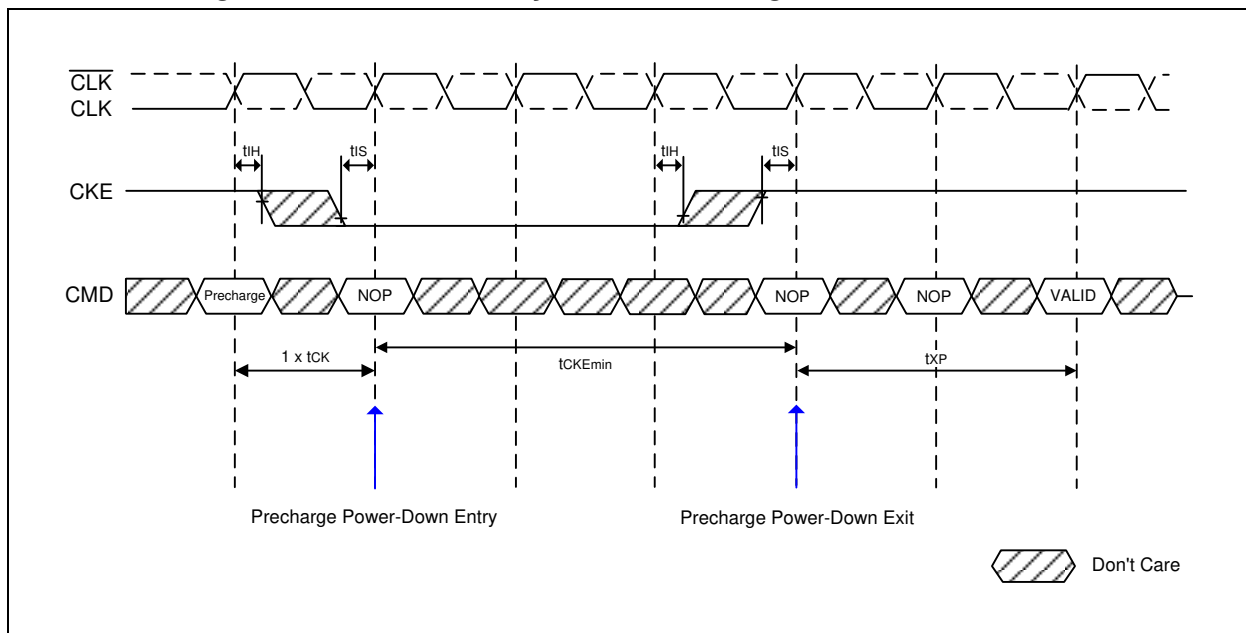 CLK
CLK
tIH
tIS
tIH
tIS
CKE
CMD
Precharge
NOP
NOP
NOP
VALID
1 x tCK
tCKEmin
tXP
Precharge Power-Down Entry
Precharge Power-Down Exit
Don't Care